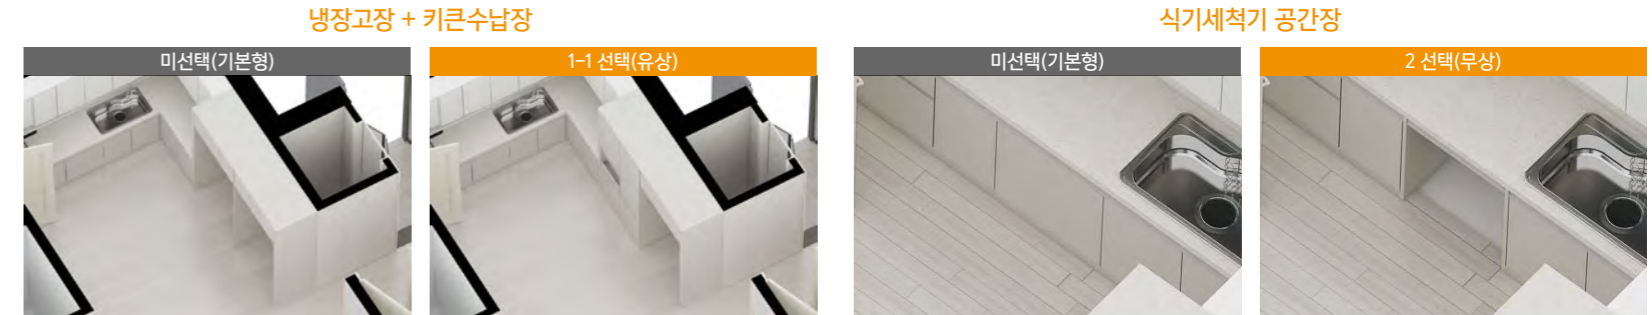 냉장고장 + 키큰수납장
미선택(기본형)
1-1 선택(유상)
식기세척기 공간장
미선택(기본형)
2 선택(무상)